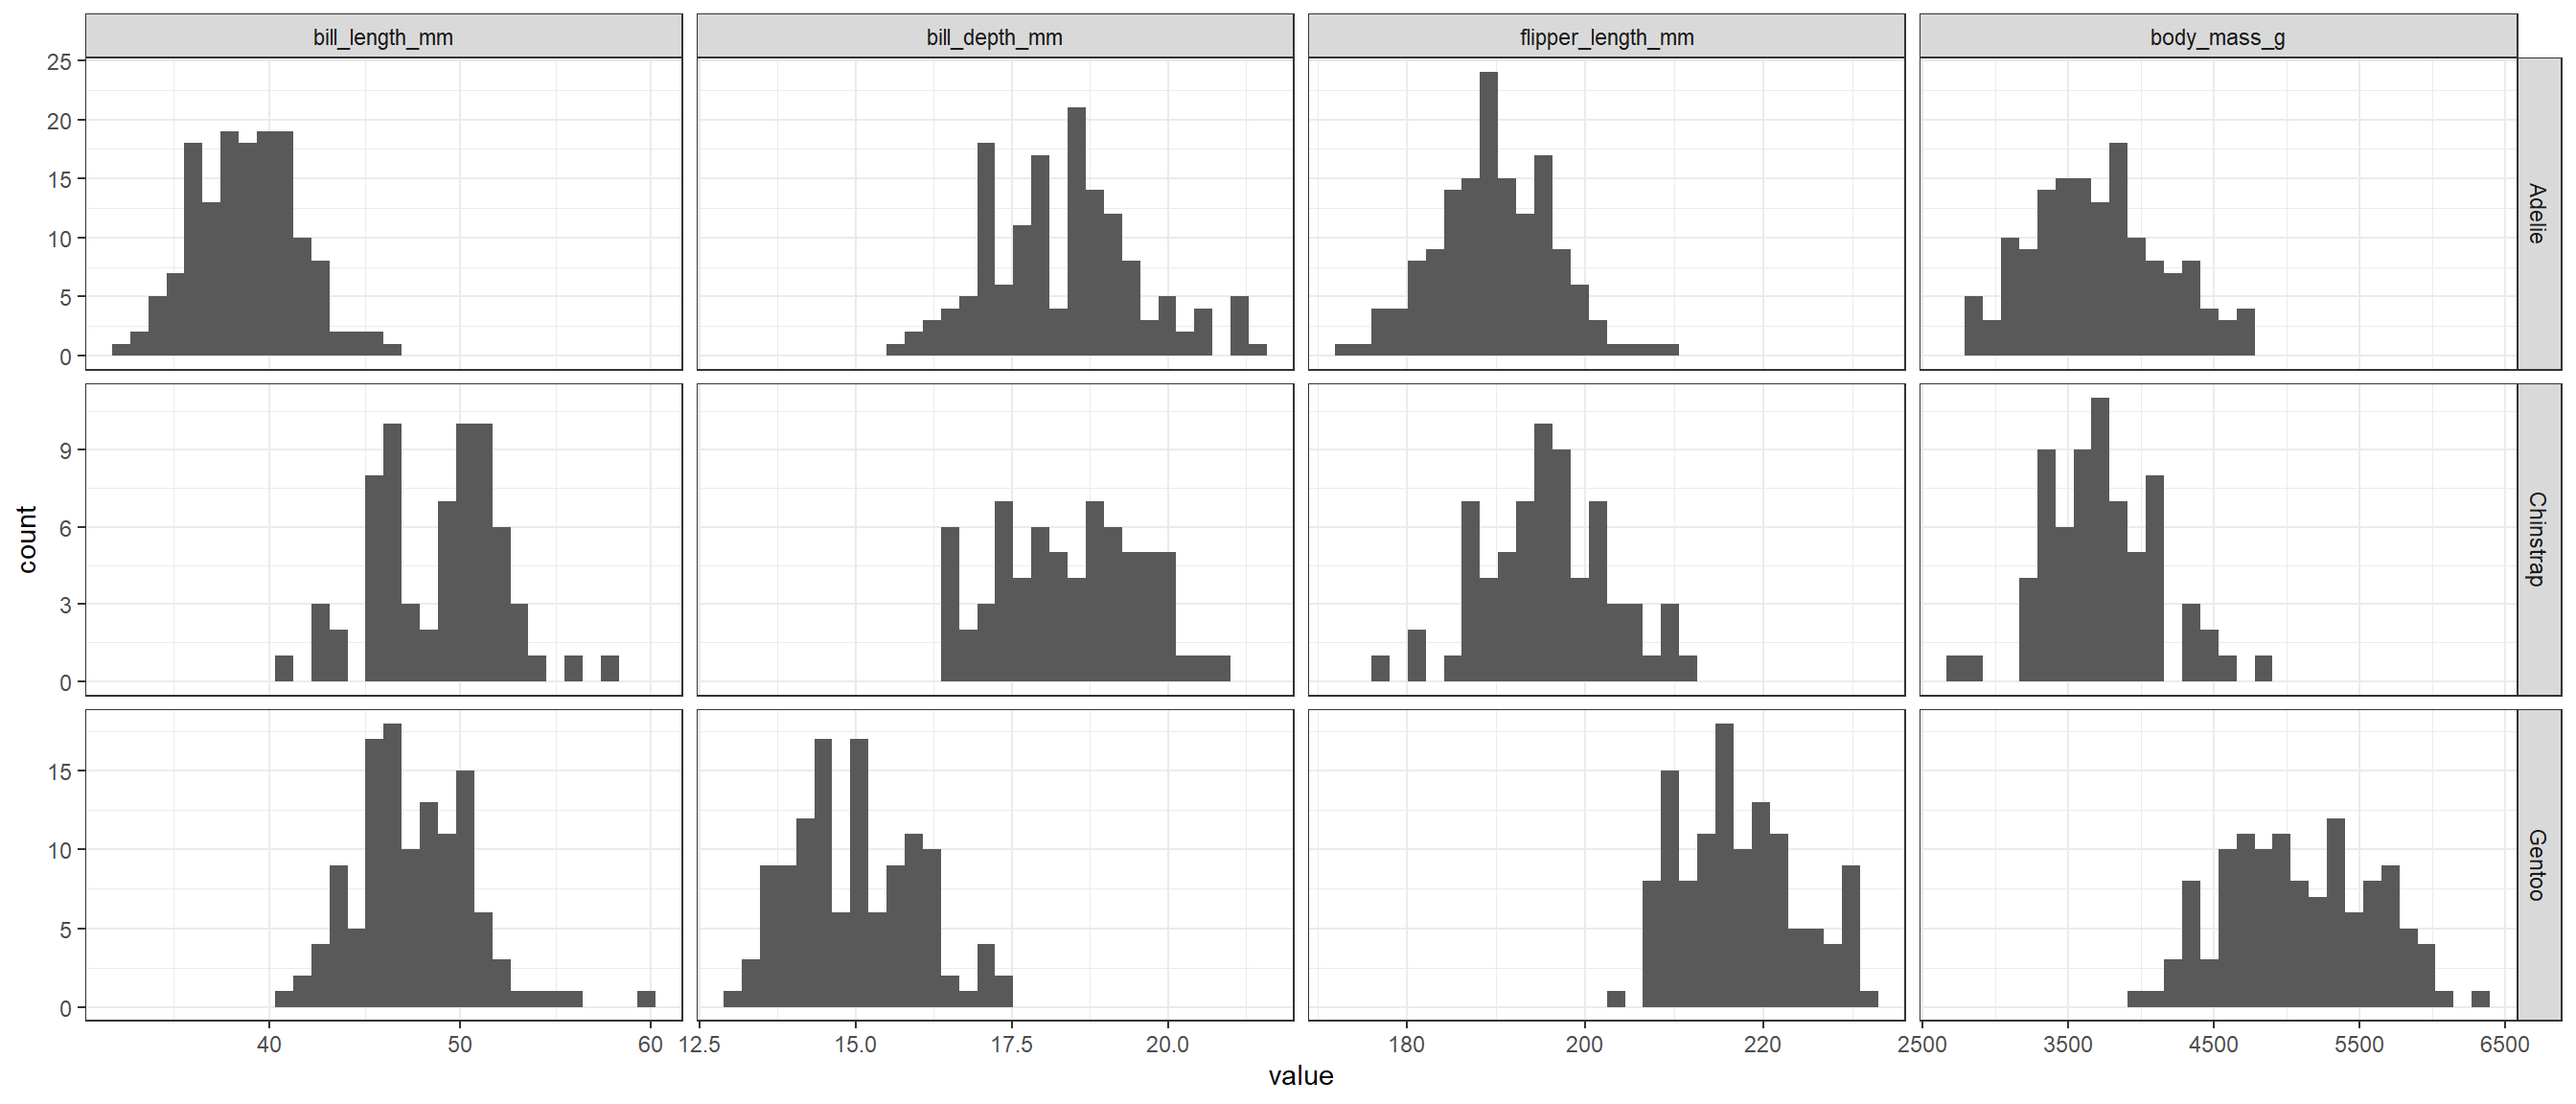 bill_length_mm bill_depth_mm flipper_length_mm body_mass_g
25
20
15
10
5
0
Adelie
9
6
3
0
Chinstrap
15
10
5
0
Gentoo
count
40 50 60 12.5 15.0 17.5 20.0 180 200 220 2500 3500 4500 5500 6500
value